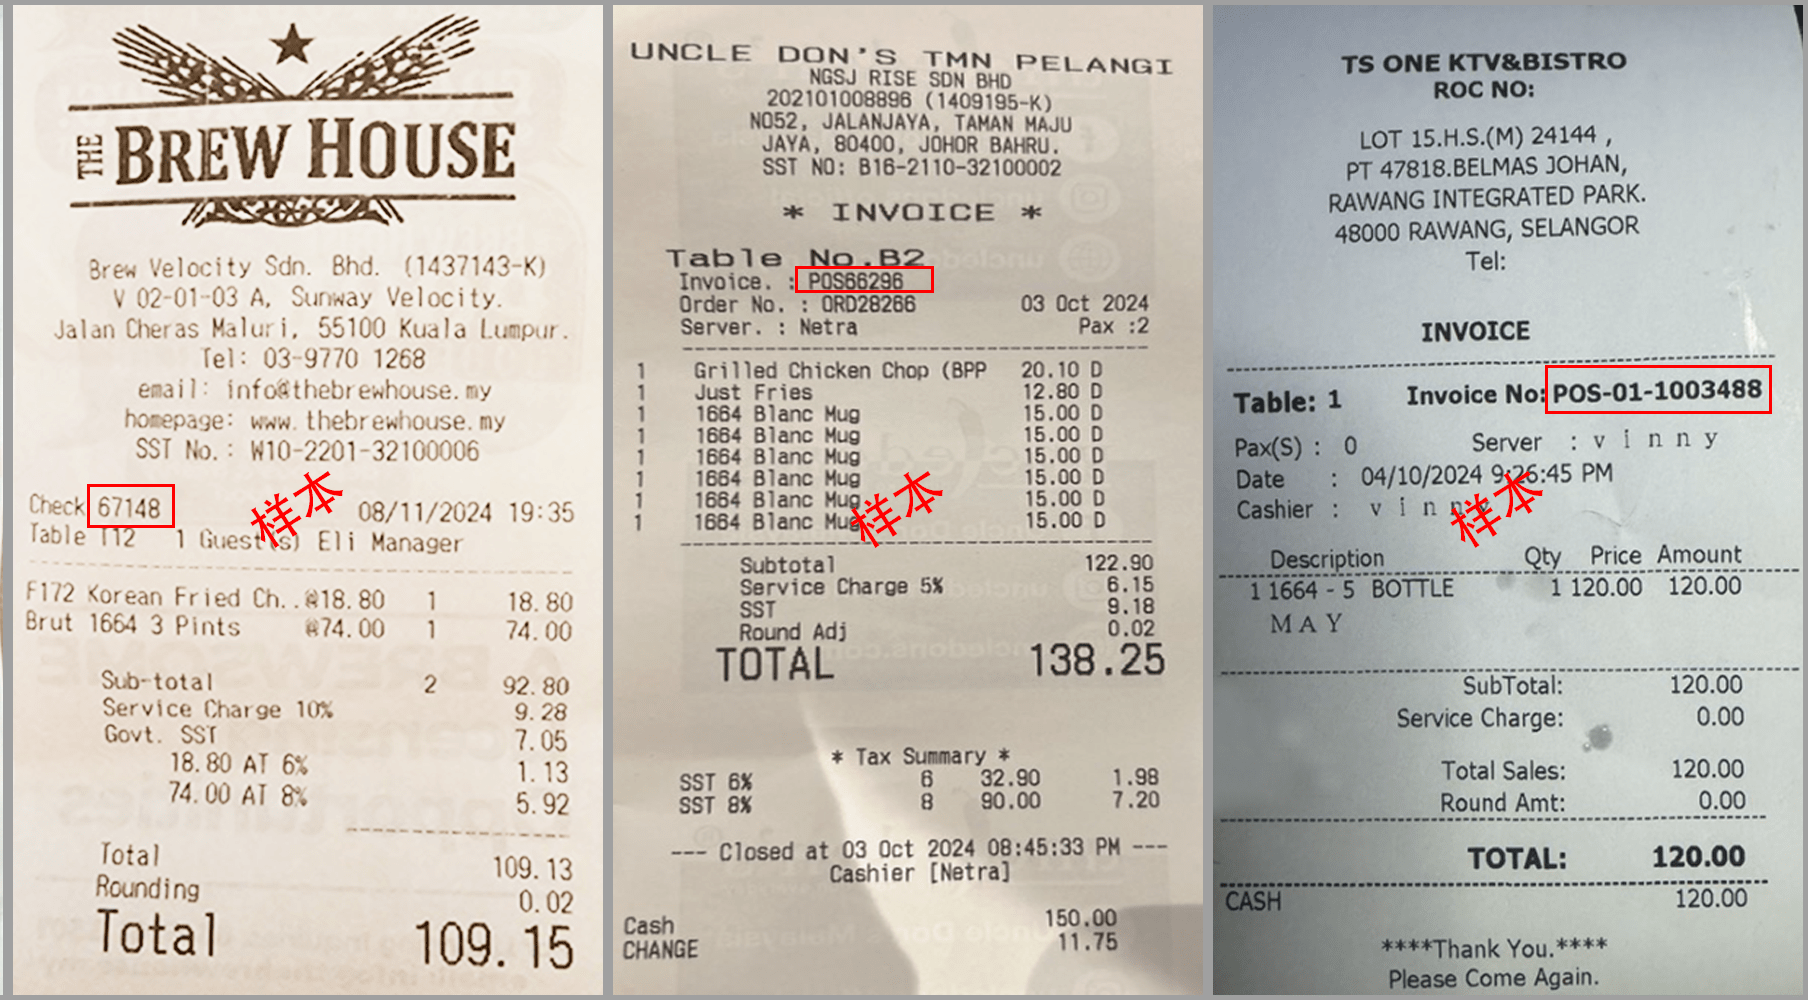 THE BREW HOUSE
Brew Velocity Sdn. Bhd. (1437143-K)
V 02-01-03 A, Sunway Velocity.
Jalan Cheras Maluri, 55100 Kuala Lumpur.
Tel: 03-9770 1268
email: info@thebrewhouse.my
homepage: www.thebrewhouse.my
SST No.: W10-2201-32100006
Check 67148 08/11/2024 19:35
Table T12 1 Guest(s) Eli Manager
样本
F172 Korean Fried Ch..@18.80 1 18.80
Brut 1664 3 Pints @74.00 1 74.00
Sub-total 2 92.80
Service Charge 10% 9.28
Govt. SST 7.05
18.80 AT 6% 1.13
74.00 AT 8% 5.92
Total 109.13
Rounding 0.02
Total 109.15
UNCLE DON'S TMN PELANGI
NGSJ RISE SDN BHD
202101008896 (1409195-K)
NO52, JALANJAYA, TAMAN MAJU
JAYA, 80400, JOHOR BAHRU.
SST NO: B16-2110-32100002
* INVOICE *
Table No.B2
Invoice. : POS66296
Order No. : ORD28266 03 Oct 2024
Server. : Netra Pax :2
1 Grilled Chicken Chop (BPP 20.10 D
1 Just Fries 12.80 D
1 1664 Blanc Mug 15.00 D
1 1664 Blanc Mug 15.00 D
1 1664 Blanc Mug 15.00 D
1 1664 Blanc Mug 15.00 D
1 1664 Blanc Mug 15.00 D
1 1664 Blanc Mug 15.00 D
样本
Subtotal 122.90
Service Charge 5% 6.15
SST 9.18
Round Adj 0.02
TOTAL 138.25
* Tax Summary *
SST 6% 6 32.90 1.98
SST 8% 8 90.00 7.20
--- Closed at 03 Oct 2024 08:45:33 PM ---
Cashier [Netra]
Cash 150.00
CHANGE 11.75
TS ONE KTV&BISTRO
ROC NO:
LOT 15.H.S.(M) 24144 ,
PT 47818.BELMAS JOHAN,
RAWANG INTEGRATED PARK.
48000 RAWANG, SELANGOR
Tel:
INVOICE
Table: 1 Invoice No: POS-01-1003488
Pax(S) : 0 Server : vinny
Date : 04/10/2024 9:26:45 PM
Cashier : vinny
样本
Description Qty Price Amount
1 1664 - 5 BOTTLE 1 120.00 120.00
MAY
SubTotal: 120.00
Service Charge: 0.00
Total Sales: 120.00
Round Amt: 0.00
TOTAL: 120.00
CASH 120.00
****Thank You.****
Please Come Again.